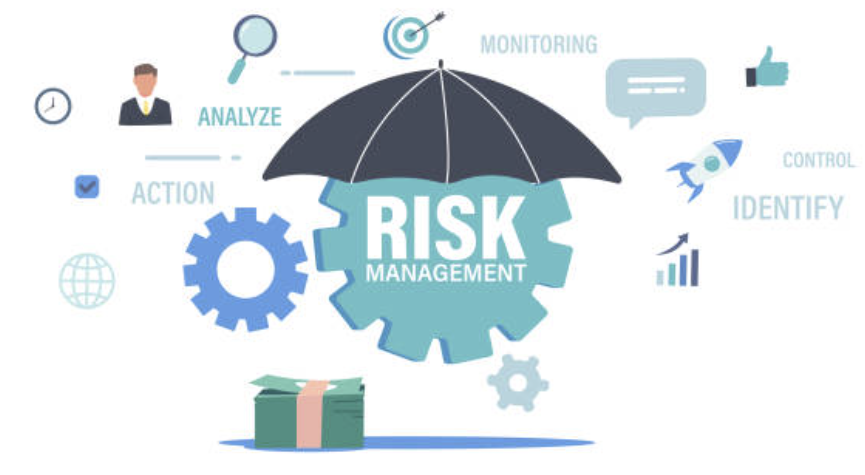 MONITORING
ANALYZE
CONTROL
ACTION
IDENTIFY
RISK
MANAGEMENT